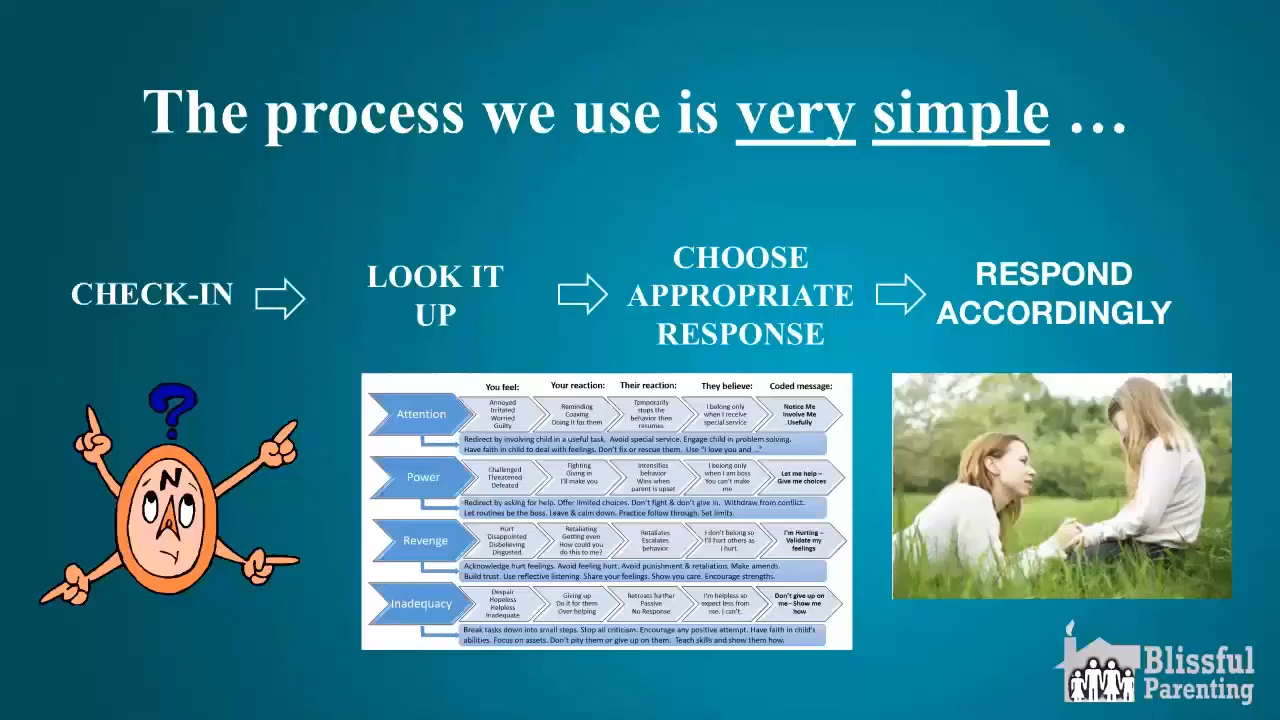 The process we use is very simple …
CHECK-IN
LOOK IT
UP
CHOOSE
APPROPRIATE
RESPONSE
RESPOND
ACCORDINGLY
N
You feel:
Your reaction:
Their reaction:
They believe:
Coded message:
Attention
Annoyed
Irritated
Worried
Guilty
Reminding
Coaxing
Doing it for them
Temporarily
stops the
behavior then
resumes
I belong only
when I receive
special service
Notice Me
Involve Me
Usefully
Redirect by involving child in a useful task. Avoid special service. Engage child in problem solving.
Have faith in child to deal with feelings. Don't fix or rescue them. Use "I love you and …"
Power
Challenged
Threatened
Defeated
Fighting
Giving in
I'll make you
Intensifies
behavior
Wins when
parent is upset
I belong only
when I am boss
You can't make
me
Let me help –
Give me choices
Redirect by asking for help. Offer limited choices. Don't fight & don't give in. Withdraw from conflict.
Let routines be the boss. Leave & calm down. Practice follow through. Set limits.
Revenge
Hurt
Disappointed
Disbelieving
Disgusted
Retaliating
Getting even
How could you
do this to me?
Retaliates
Escalates
behavior
I don't belong so
I'll hurt others as
I hurt.
I'm Hurting –
Validate my
feelings
Acknowledge hurt feelings. Avoid feeling hurt. Avoid punishment & retaliation. Make amends.
Build trust. Use reflective listening. Share your feelings. Show you care. Encourage strengths.
Inadequacy
Despair
Hopeless
Helpless
Inadequate
Giving up
Do it for them
Over helping
Retreats further
Passive
No Response
I'm helpless so
expect less from
me. I can't.
Don't give up on
me – Show me
how
Break tasks down into small steps. Stop all criticism. Encourage any positive attempt. Have faith in child's
abilities. Focus on assets. Don't pity them or give up on them. Teach skills and show them how.
Blissful
Parenting